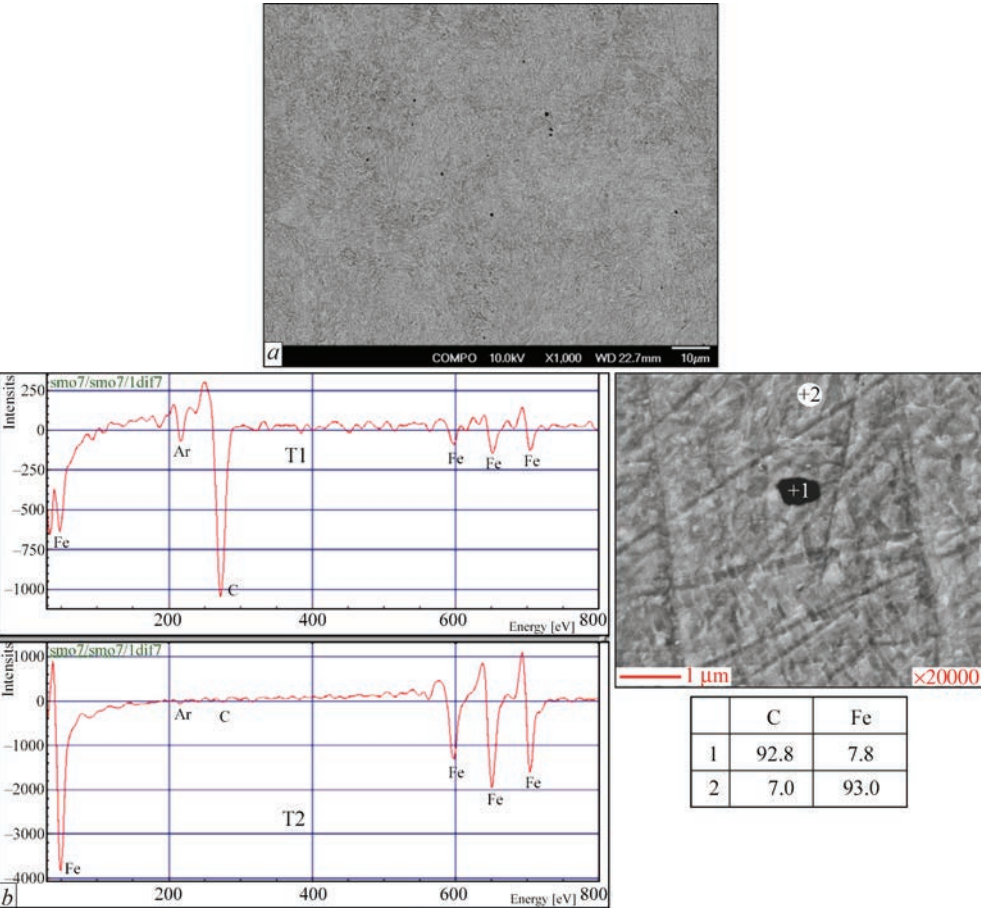 a
COMPO 10.0kV X1,000 WD 22.7mm 10μm
smo7/smo7/1dif7
Intensits
250
0
−250
−500
−750
−1000
Ar
T1
Fe Fe Fe
Fe
C
200 400 600 800
Energy [eV]
smo7/smo7/1dif7
Intensits
1000
0
−1000
−2000
−3000
−4000
Ar C
Fe Fe Fe
T2
Fe
200 400 600 800
Energy [eV]
b
+2
+1
1 μm ×20000
C Fe
1 92.8 7.8
2 7.0 93.0